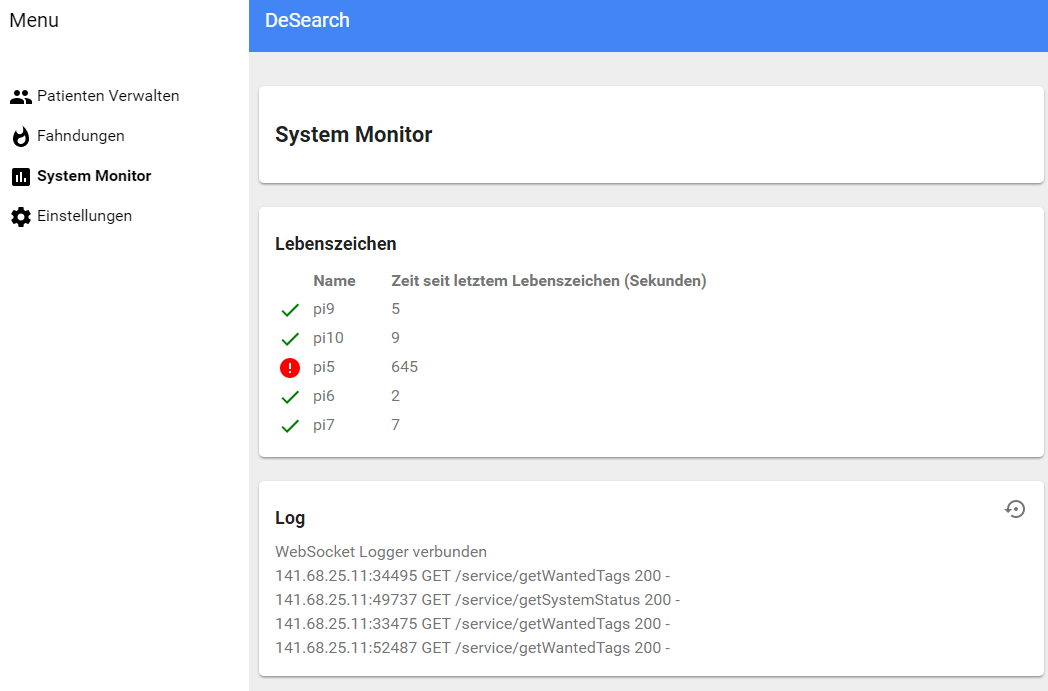 Menu
DeSearch
Patienten Verwalten
Fahndungen
System Monitor
Einstellungen
System Monitor
Lebenszeichen
Name Zeit seit letztem Lebenszeichen (Sekunden)
pi9 5
pi10 9
pi5 645
pi6 2
pi7 7
Log
WebSocket Logger verbunden
141.68.25.11:34495 GET /service/getWantedTags 200 -
141.68.25.11:49737 GET /service/getSystemStatus 200 -
141.68.25.11:33475 GET /service/getWantedTags 200 -
141.68.25.11:52487 GET /service/getWantedTags 200 -